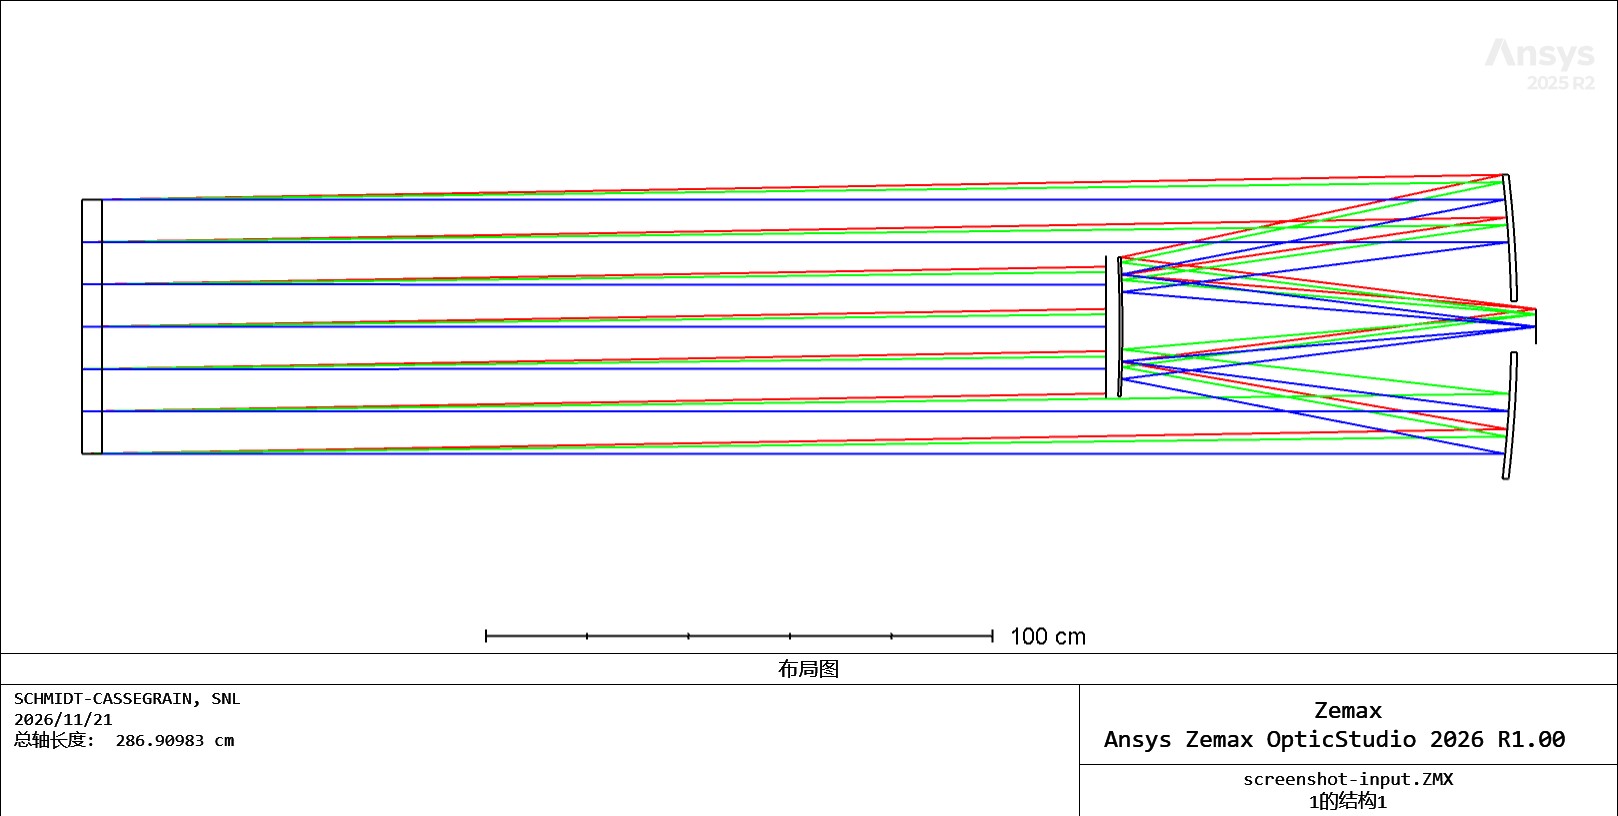 Ansys
2025 R2
100 cm
布局图
SCHMIDT-CASSEGRAIN, SNL
2026/11/21
总轴长度:  286.90983 cm
Zemax
Ansys Zemax OpticStudio 2026 R1.00
screenshot-input.ZMX
1的结构1